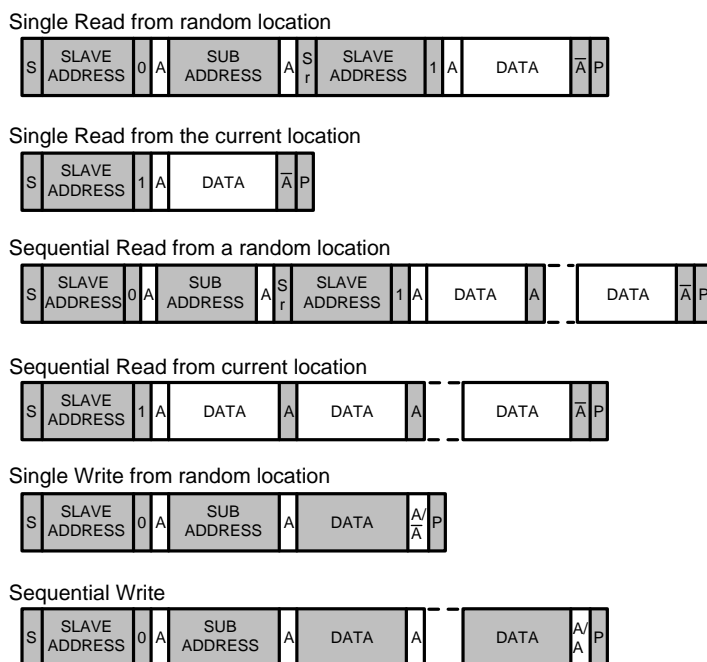 Single Read from random location
S SLAVE ADDRESS 0 A SUB ADDRESS A Sr SLAVE ADDRESS 1 A DATA A̅ P
Single Read from the current location
S SLAVE ADDRESS 1 A DATA A̅ P
Sequential Read from a random location
S SLAVE ADDRESS 0 A SUB ADDRESS A Sr SLAVE ADDRESS 1 A DATA A DATA A̅ P
Sequential Read from current location
S SLAVE ADDRESS 1 A DATA A DATA A DATA A̅ P
Single Write from random location
S SLAVE ADDRESS 0 A SUB ADDRESS A DATA A/A̅ P
Sequential Write
S SLAVE ADDRESS 0 A SUB ADDRESS A DATA A DATA A/A P